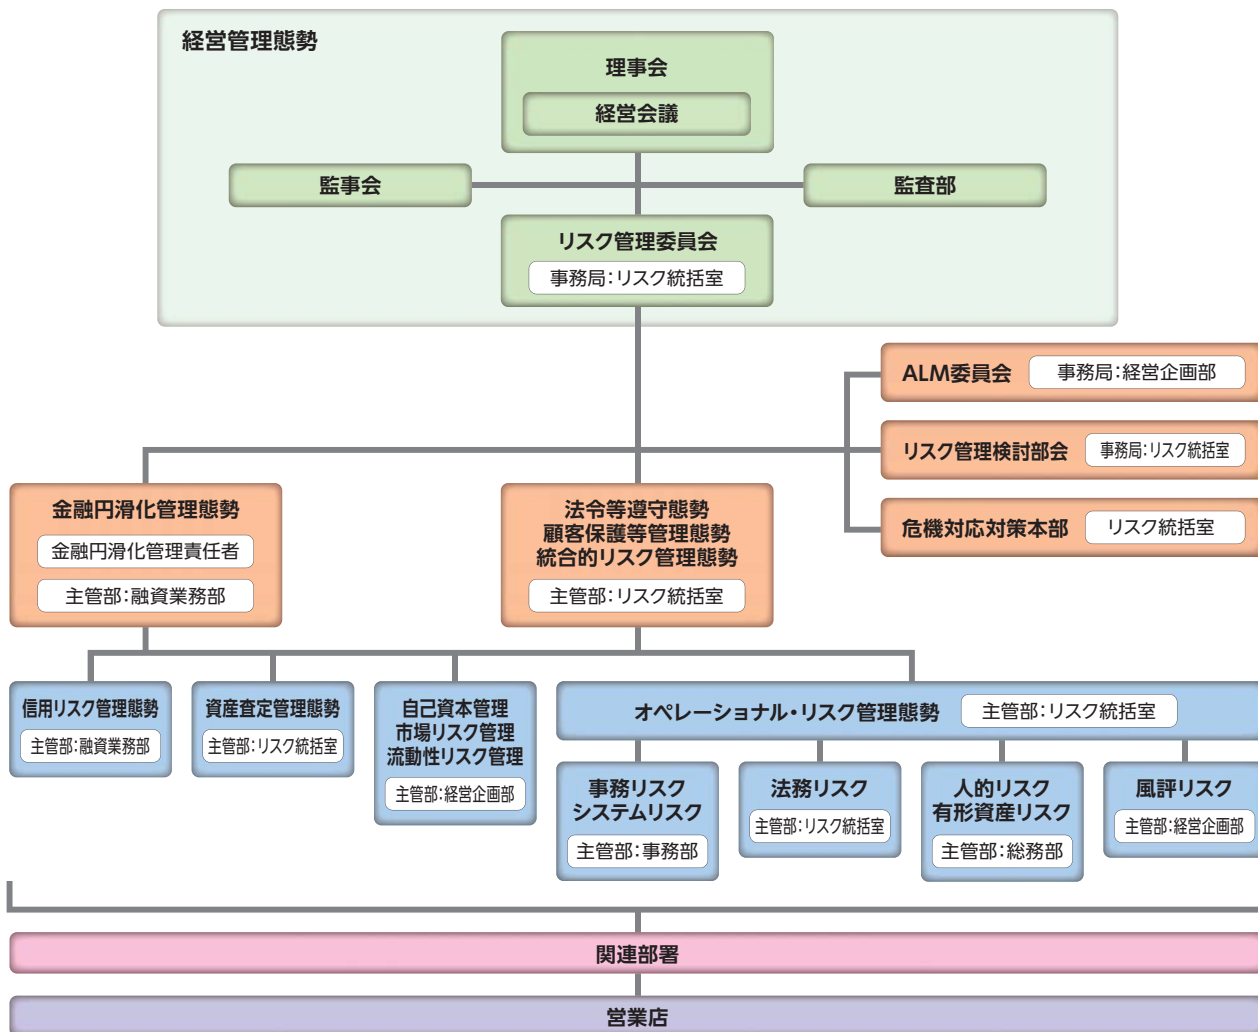 経営管理態勢
理事会
経営会議
監事会
監査部
リスク管理委員会
事務局：リスク統括室
ALM委員会
事務局：経営企画部
リスク管理検討部会
事務局：リスク統括室
危機対応対策本部
リスク統括室
金融円滑化管理態勢
金融円滑化管理責任者
主管部：融資業務部
法令等遵守態勢
顧客保護等管理態勢
統合的リスク管理態勢
主管部：リスク統括室
信用リスク管理態勢
主管部：融資業務部
資産査定管理態勢
主管部：リスク統括室
自己資本管理
市場リスク管理
流動性リスク管理
主管部：経営企画部
オペレーショナル・リスク管理態勢
主管部：リスク統括室
事務リスク
システムリスク
主管部：事務部
法務リスク
主管部：リスク統括室
人的リスク
有形資産リスク
主管部：総務部
風評リスク
主管部：経営企画部
関連部署
営業店